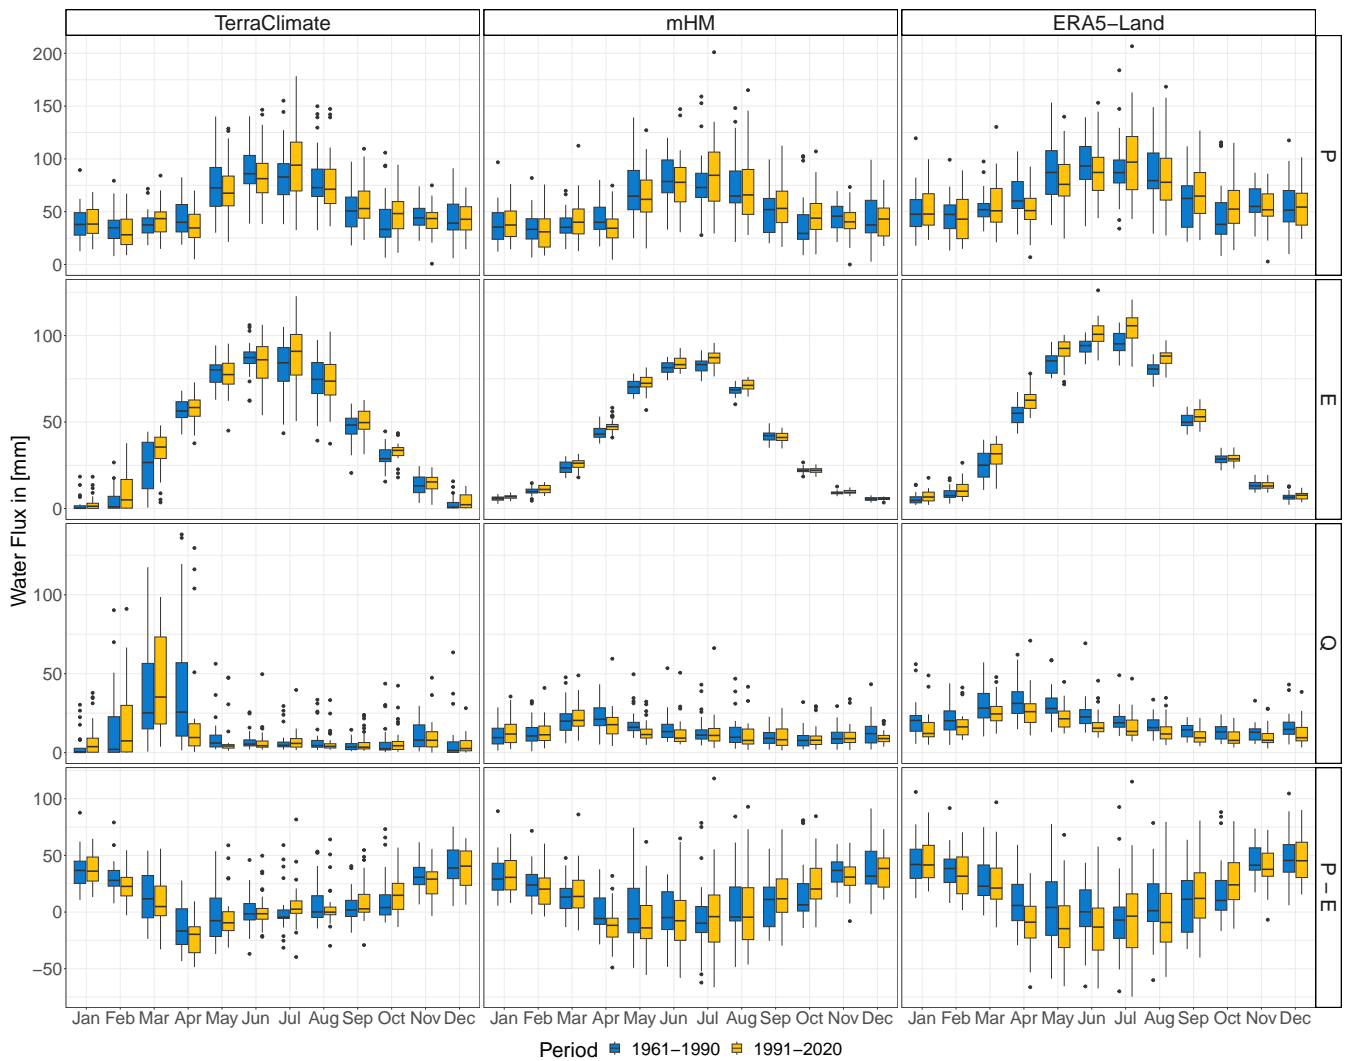 TerraClimate mHM ERA5−Land
200
150
100
50
0
P
100
50
0
E
100
50
0
Q
100
50
0
−50
P − E
Water Flux in [mm]
Jan Feb Mar Apr May Jun Jul Aug Sep Oct Nov Dec Jan Feb Mar Apr May Jun Jul Aug Sep Oct Nov Dec Jan Feb Mar Apr May Jun Jul Aug Sep Oct Nov Dec
Period 1961−1990 1991−2020